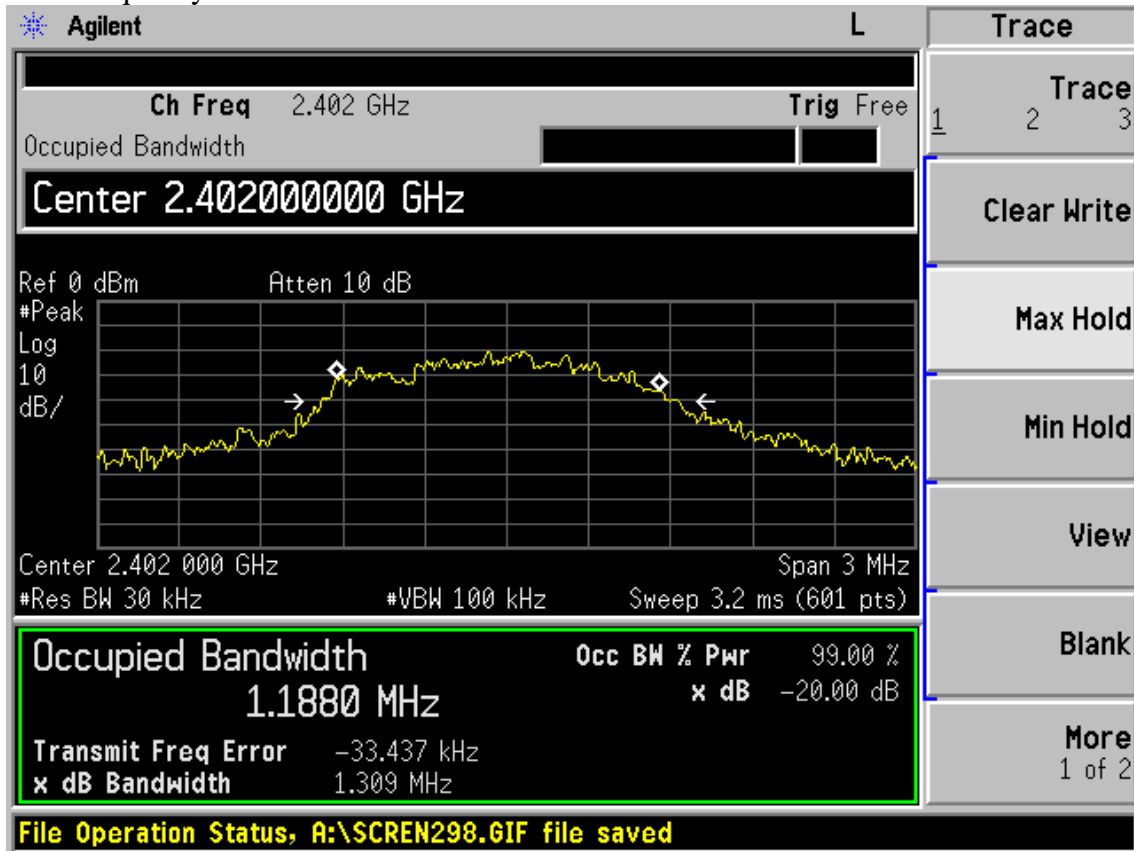 Agilent L Trace
Ch Freq 2.402 GHz Trig Free
Occupied Bandwidth
Center 2.402000000 GHz
Ref 0 dBm Atten 10 dB
#Peak
Log
10
dB/
Center 2.402 000 GHz Span 3 MHz
#Res BW 30 kHz #VBW 100 kHz Sweep 3.2 ms (601 pts)
Occupied Bandwidth
1.1880 MHz
Occ BW % Pwr 99.00 %
x dB -20.00 dB
Transmit Freq Error -33.437 kHz
x dB Bandwidth 1.309 MHz
File Operation Status, A:\SCREN298.GIF file saved
Trace
1 2 3
Clear Write
Max Hold
Min Hold
View
Blank
More
1 of 2